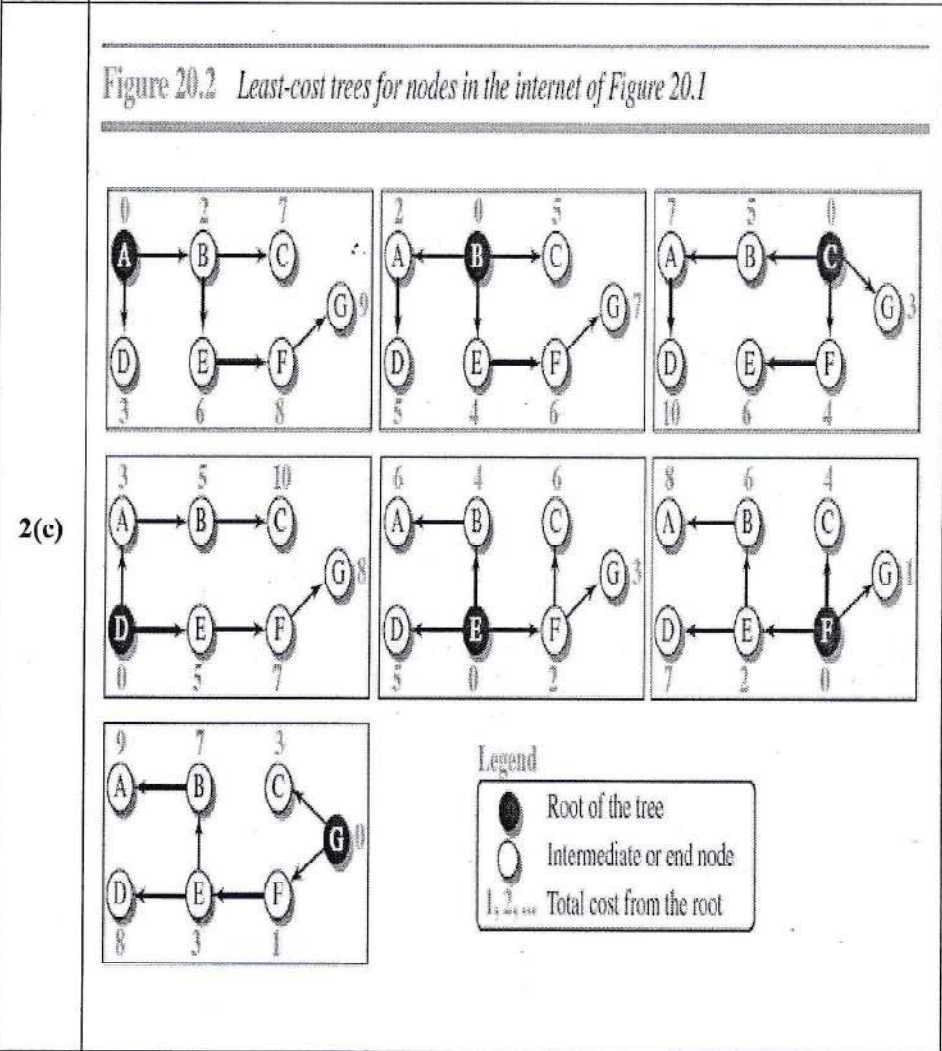 Figure 20.2 Least-cost trees for nodes in the internet of Figure 20.1
2(c)
0 2 7
A B C
G 9
D E F
3 6 8
2 0 5
A B C
G 7
D E F
5 4 6
7 5 0
A B C
G 3
D E F
10 6 4
3 5 10
A B C
G 8
D E F
0 5 7
6 4 6
A B C
G 3
D E F
5 0 2
8 6 4
A B C
G 1
D E F
7 2 0
9 7 3
A B C
G 0
D E F
8 3 1
Legend
Root of the tree
Intermediate or end node
1, 2, ... Total cost from the root